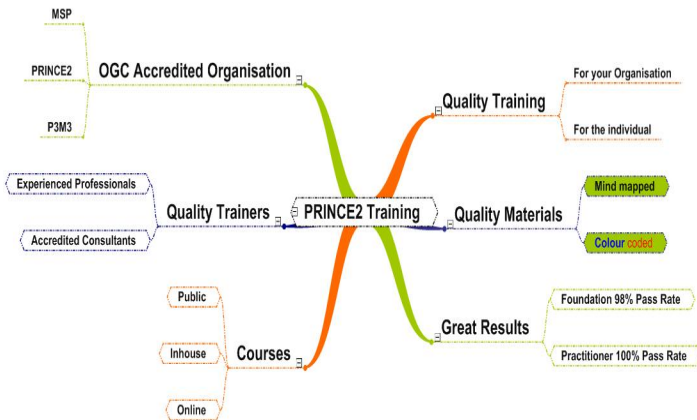 MSP
PRINCE2
P3M3
OGC Accredited Organisation
Experienced Professionals
Accredited Consultants
Quality Trainers
Public
Inhouse
Online
Courses
PRINCE2 Training
Quality Training
For your Organisation
For the individual
Quality Materials
Mind mapped
Colour coded
Great Results
Foundation 98% Pass Rate
Practitioner 100% Pass Rate